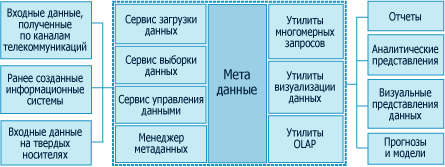 Входные данные,
полученные
по каналам
телекоммуникаций
Ранее созданные
информационные
системы
Входные данные
на твердых
носителях
Сервис загрузки
данных
Сервис выборки
данных
Сервис управления
данными
Менеджер
метаданных
Мета
данные
Утилиты
многомерных
запросов
Утилиты
визуализации
данных
Утилиты
OLAP
Отчеты
Аналитические
представления
Визуальные
представления
данных
Прогнозы
и модели